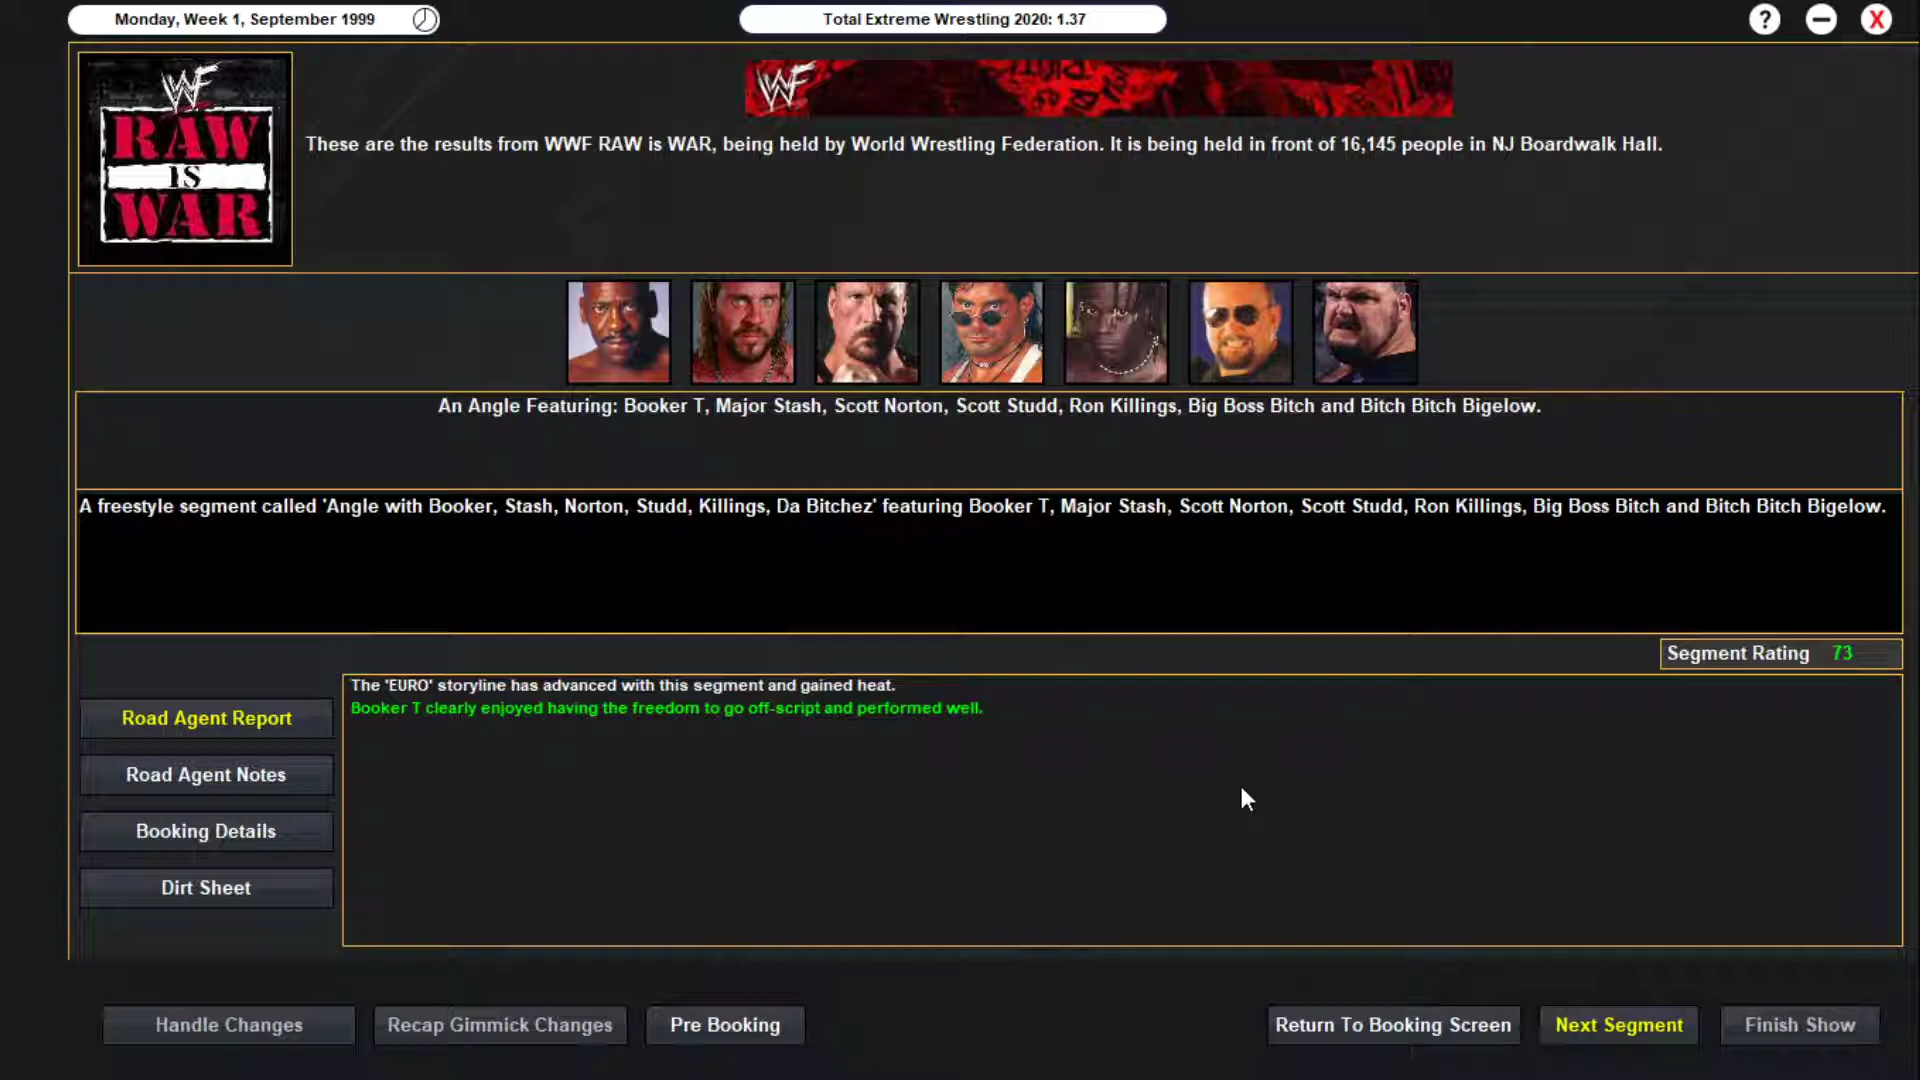 Monday, Week 1, September 1999
Total Extreme Wrestling 2020: 1.37
?
X
WF
RAW
IS
WAR
WF
These are the results from WWF RAW is WAR, being held by World Wrestling Federation. It is being held in front of 16,145 people in NJ Boardwalk Hall.
An Angle Featuring: Booker T, Major Stash, Scott Norton, Scott Studd, Ron Killings, Big Boss Bitch and Bitch Bitch Bigelow.
A freestyle segment called 'Angle with Booker, Stash, Norton, Studd, Killings, Da Bitchez' featuring Booker T, Major Stash, Scott Norton, Scott Studd, Ron Killings, Big Boss Bitch and Bitch Bitch Bigelow.
Segment Rating 73
The 'EURO' storyline has advanced with this segment and gained heat.
Booker T clearly enjoyed having the freedom to go off-script and performed well.
Road Agent Report
Road Agent Notes
Booking Details
Dirt Sheet
Handle Changes
Recap Gimmick Changes
Pre Booking
Return To Booking Screen
Next Segment
Finish Show